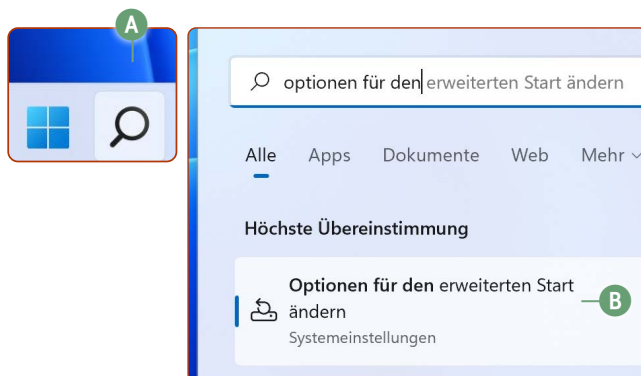 A
optionen für den erweiterten Start ändern
Alle Apps Dokumente Web Mehr
Höchste Übereinstimmung
Optionen für den erweiterten Start
ändern
B
Systemeinstellungen